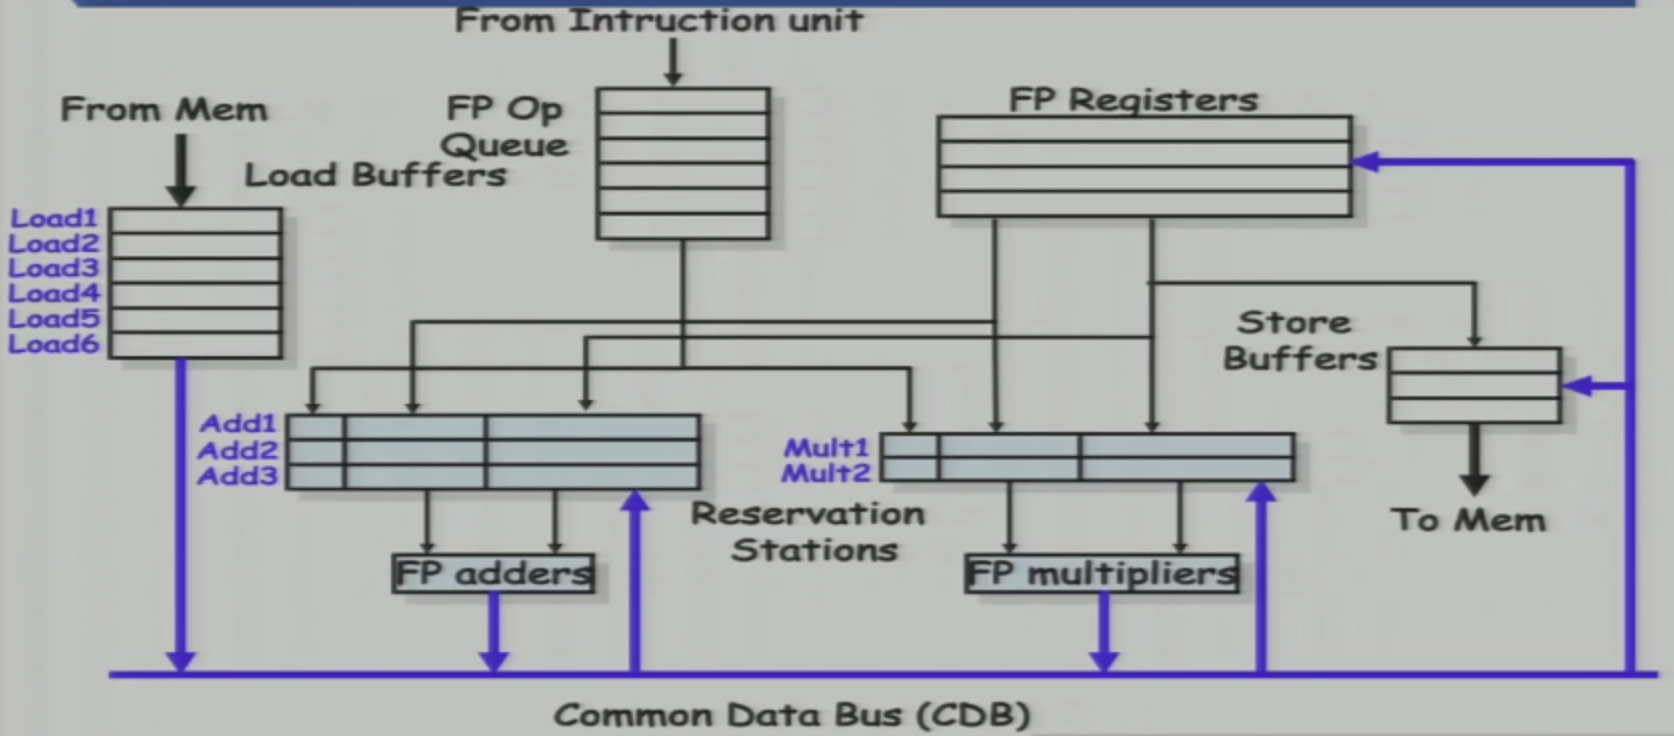 From Intruction unit
From Mem
FP Op
Queue
FP Registers
Load Buffers
Load1
Load2
Load3
Load4
Load5
Load6
Store
Buffers
Add1
Add2
Add3
Mult1
Mult2
Reservation
Stations
To Mem
FP adders
FP multipliers
Common Data Bus (CDB)